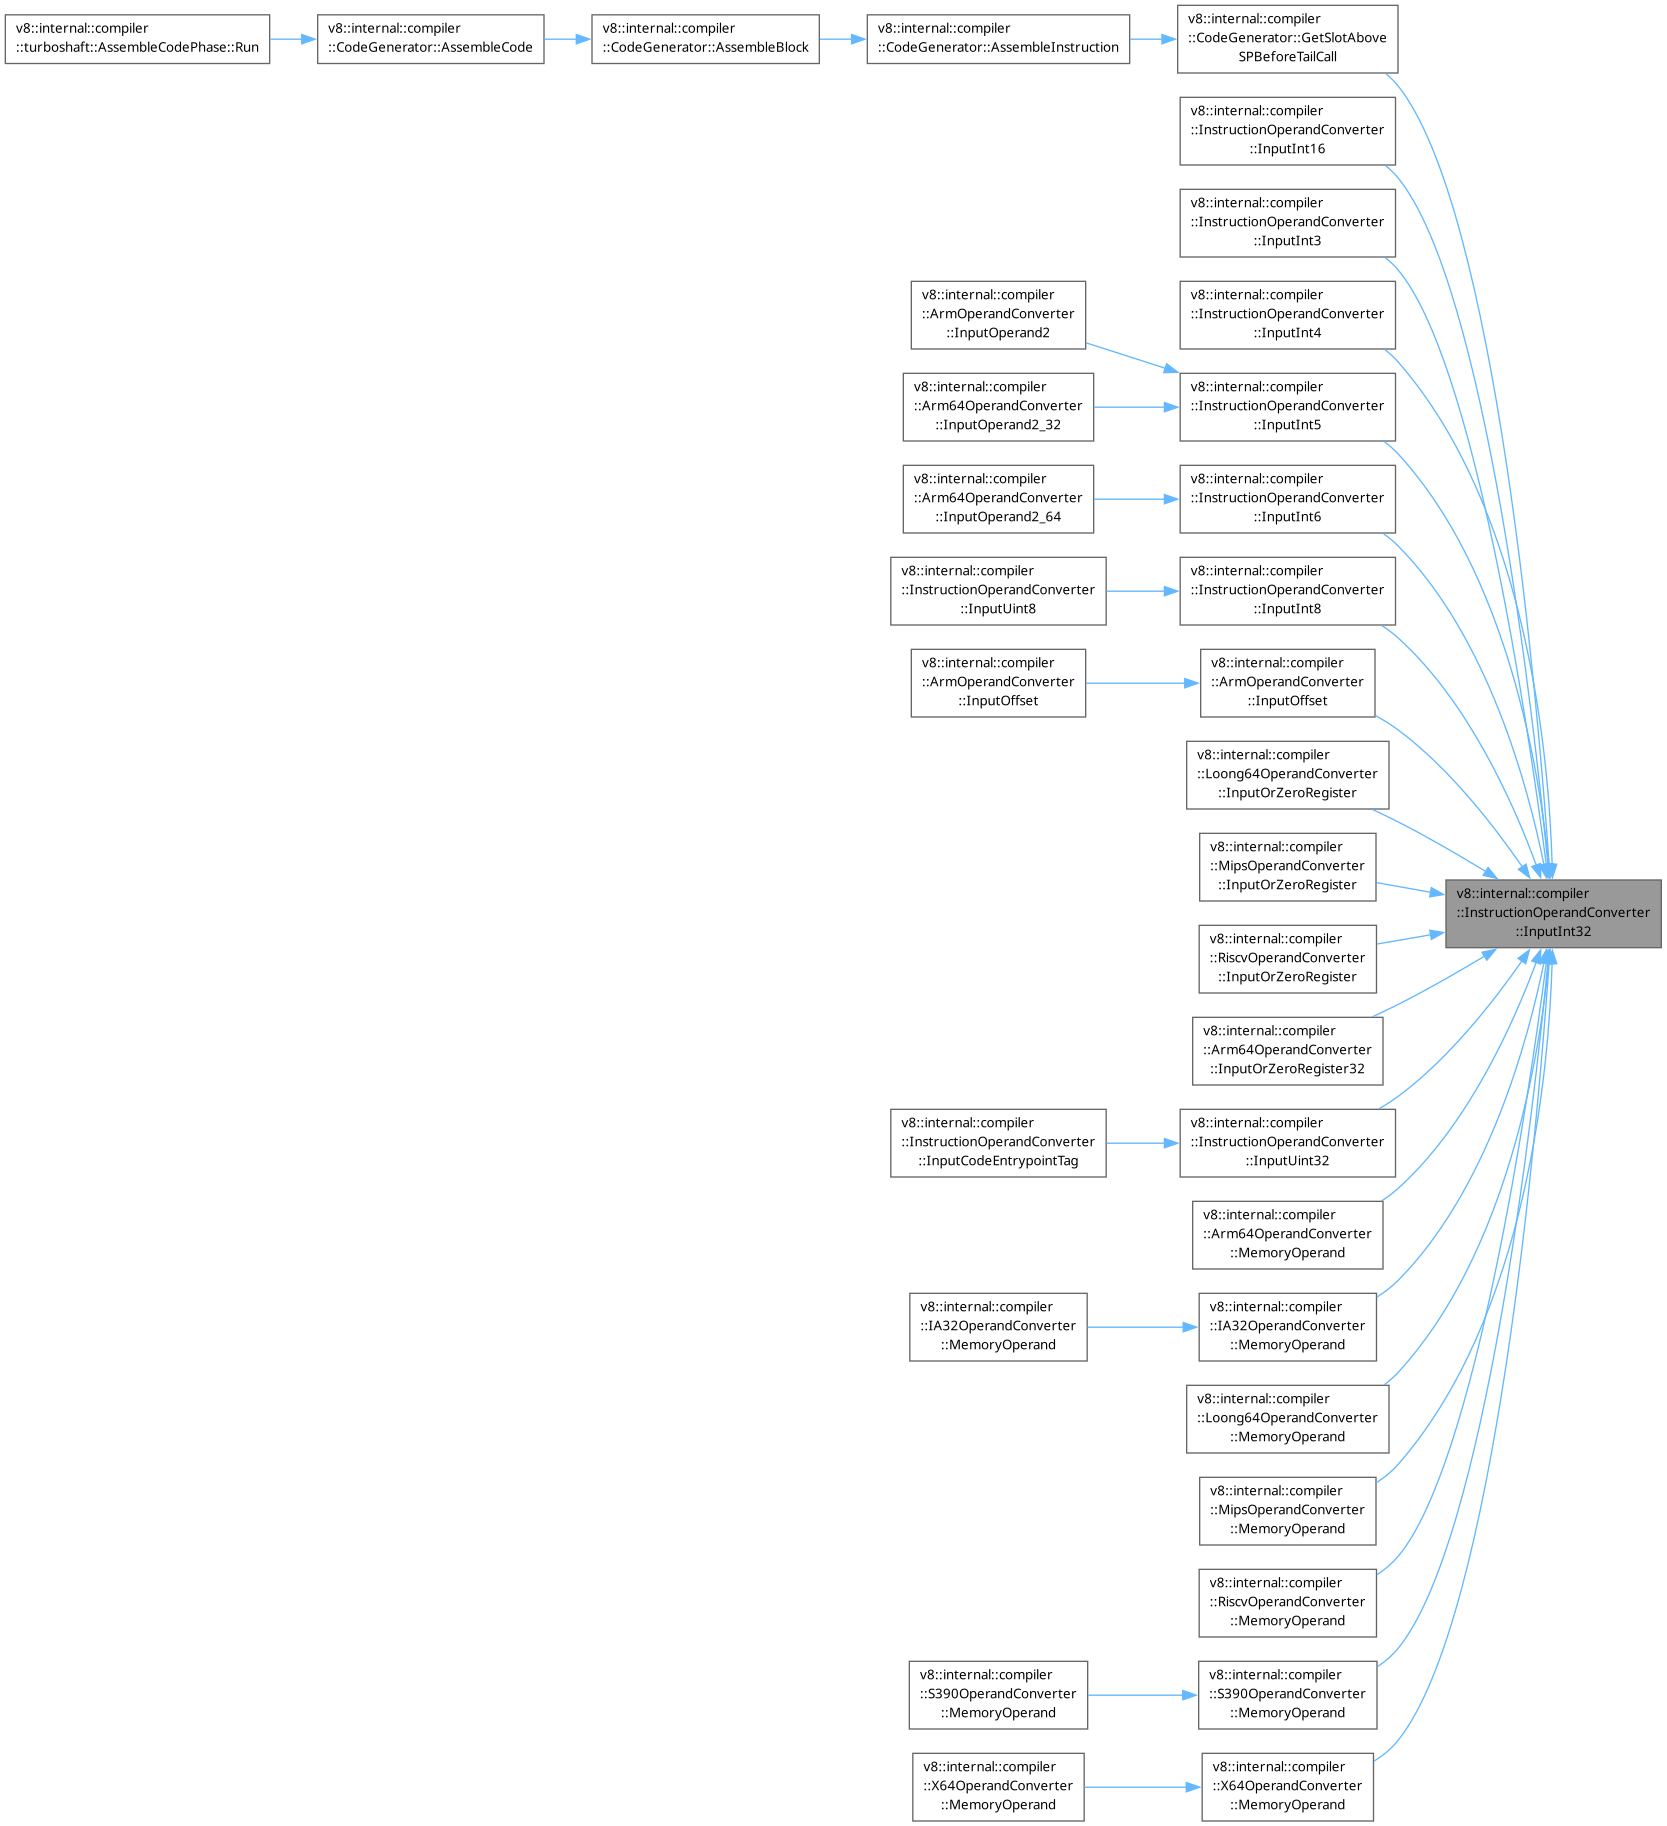 v8::internal::compiler
::turboshaft::AssembleCodePhase::Run
v8::internal::compiler
::CodeGenerator::AssembleCode
v8::internal::compiler
::CodeGenerator::AssembleBlock
v8::internal::compiler
::CodeGenerator::AssembleInstruction
v8::internal::compiler
::CodeGenerator::GetSlotAbove
SPBeforeTailCall
v8::internal::compiler
::InstructionOperandConverter
::InputInt16
v8::internal::compiler
::InstructionOperandConverter
::InputInt3
v8::internal::compiler
::ArmOperandConverter
::InputOperand2
v8::internal::compiler
::InstructionOperandConverter
::InputInt4
v8::internal::compiler
::Arm64OperandConverter
::InputOperand2_32
v8::internal::compiler
::InstructionOperandConverter
::InputInt5
v8::internal::compiler
::Arm64OperandConverter
::InputOperand2_64
v8::internal::compiler
::InstructionOperandConverter
::InputInt6
v8::internal::compiler
::InstructionOperandConverter
::InputUint8
v8::internal::compiler
::InstructionOperandConverter
::InputInt8
v8::internal::compiler
::ArmOperandConverter
::InputOffset
v8::internal::compiler
::ArmOperandConverter
::InputOffset
v8::internal::compiler
::Loong64OperandConverter
::InputOrZeroRegister
v8::internal::compiler
::MipsOperandConverter
::InputOrZeroRegister
v8::internal::compiler
::InstructionOperandConverter
::InputInt32
v8::internal::compiler
::RiscvOperandConverter
::InputOrZeroRegister
v8::internal::compiler
::Arm64OperandConverter
::InputOrZeroRegister32
v8::internal::compiler
::InstructionOperandConverter
::InputCodeEntrypointTag
v8::internal::compiler
::InstructionOperandConverter
::InputUint32
v8::internal::compiler
::Arm64OperandConverter
::MemoryOperand
v8::internal::compiler
::IA32OperandConverter
::MemoryOperand
v8::internal::compiler
::IA32OperandConverter
::MemoryOperand
v8::internal::compiler
::Loong64OperandConverter
::MemoryOperand
v8::internal::compiler
::MipsOperandConverter
::MemoryOperand
v8::internal::compiler
::RiscvOperandConverter
::MemoryOperand
v8::internal::compiler
::S390OperandConverter
::MemoryOperand
v8::internal::compiler
::S390OperandConverter
::MemoryOperand
v8::internal::compiler
::X64OperandConverter
::MemoryOperand
v8::internal::compiler
::X64OperandConverter
::MemoryOperand